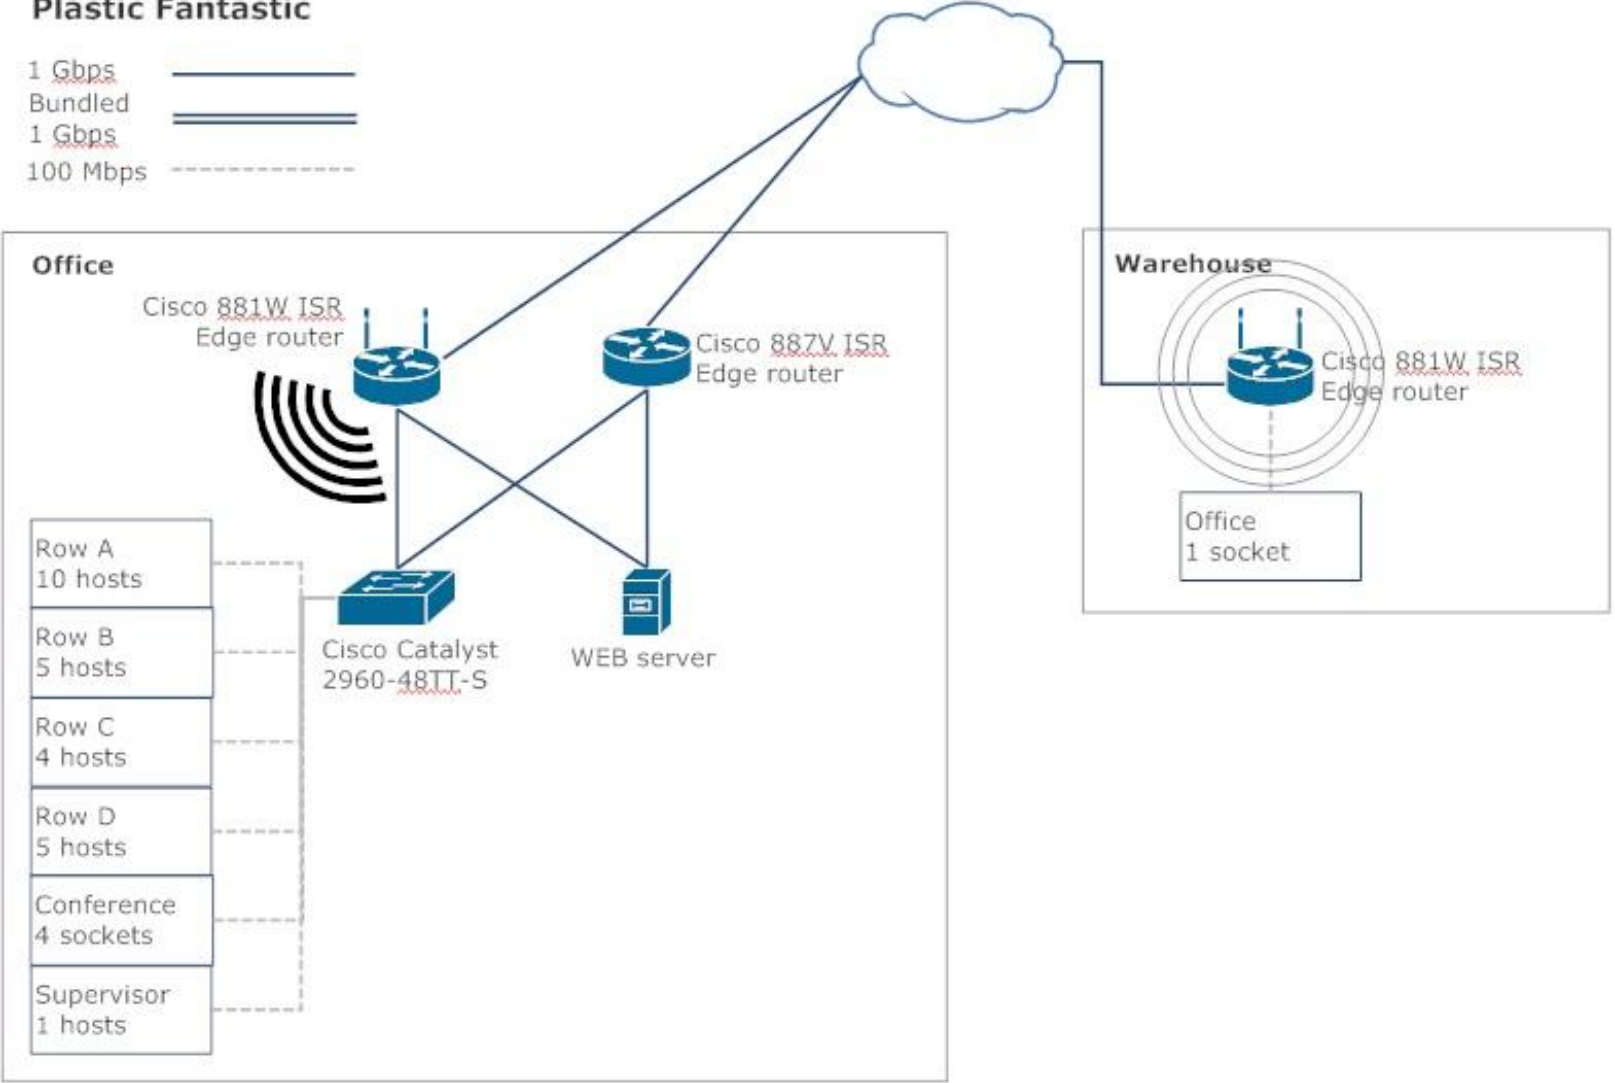 Plastic Fantastic
1 Gbps
Bundled
1 Gbps
100 Mbps
Office
Cisco 881W ISR
Edge router
Cisco 887V ISR
Edge router
Warehouse
Cisco 881W ISR
Edge router
Office
1 socket
Row A
10 hosts
Row B
5 hosts
Row C
4 hosts
Row D
5 hosts
Conference
4 sockets
Supervisor
1 hosts
Cisco Catalyst
2960-48TT-S
WEB server